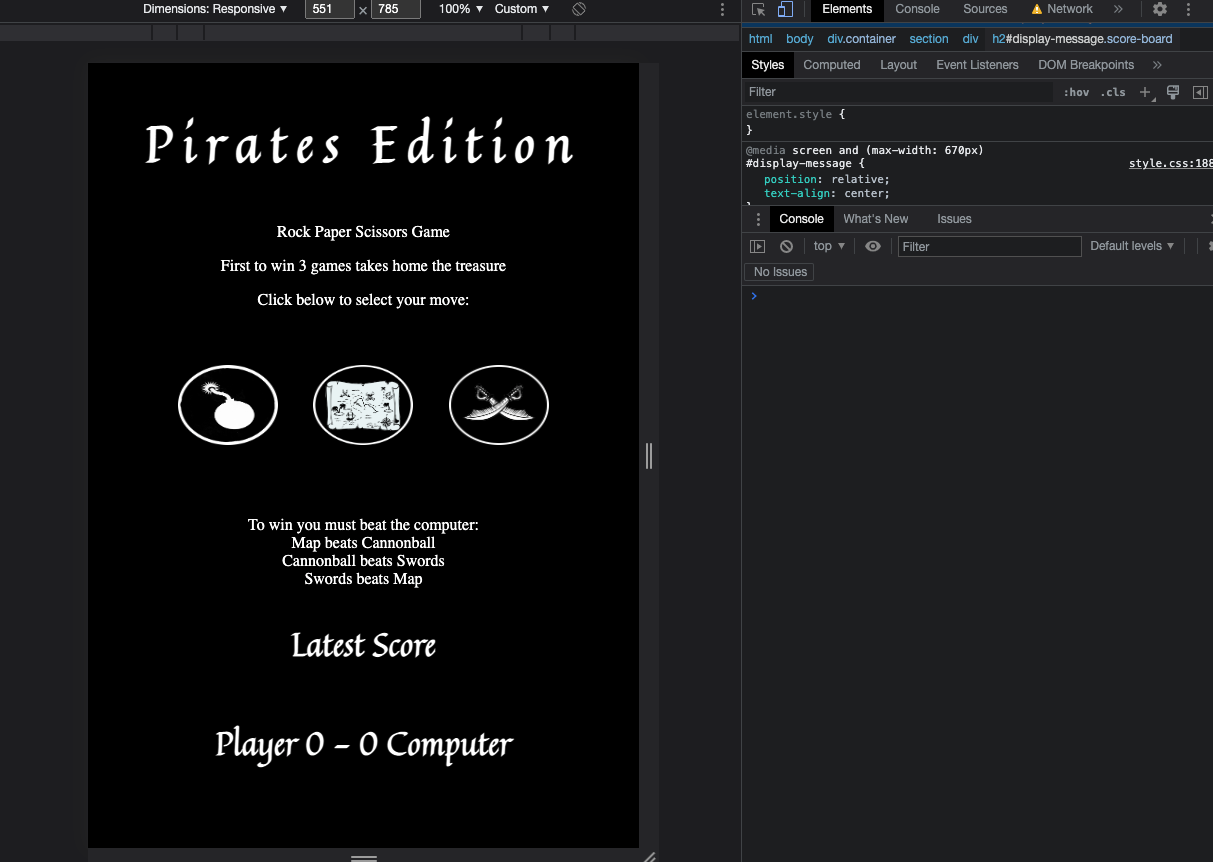 Dimensions: Responsive ▼ 551 × 785 100% ▼ Custom ▼
Elements Console Sources Network »
html body div.container section div h2#display-message.score-board
Styles Computed Layout Event Listeners DOM Breakpoints »
Filter :hov .cls +
element.style {
}
@media screen and (max-width: 670px)
#display-message { style.css:188
position: relative;
text-align: center;
Console What's New Issues
top ▼ Filter Default levels ▼
No Issues
>
Pirates Edition
Rock Paper Scissors Game
First to win 3 games takes home the treasure
Click below to select your move:
To win you must beat the computer:
Map beats Cannonball
Cannonball beats Swords
Swords beats Map
Latest Score
Player 0 - 0 Computer